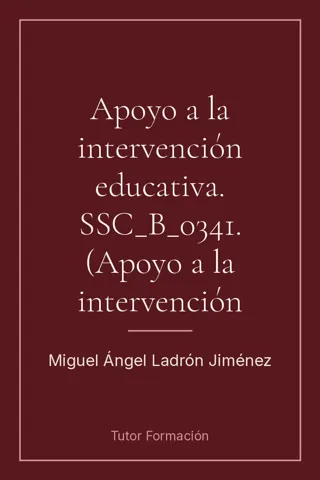 Apoyo a la
intervención
educativa.
SSC_B_0341.
(Apoyo a la
intervención
Miguel Ángel Ladrón Jiménez
Tutor Formación